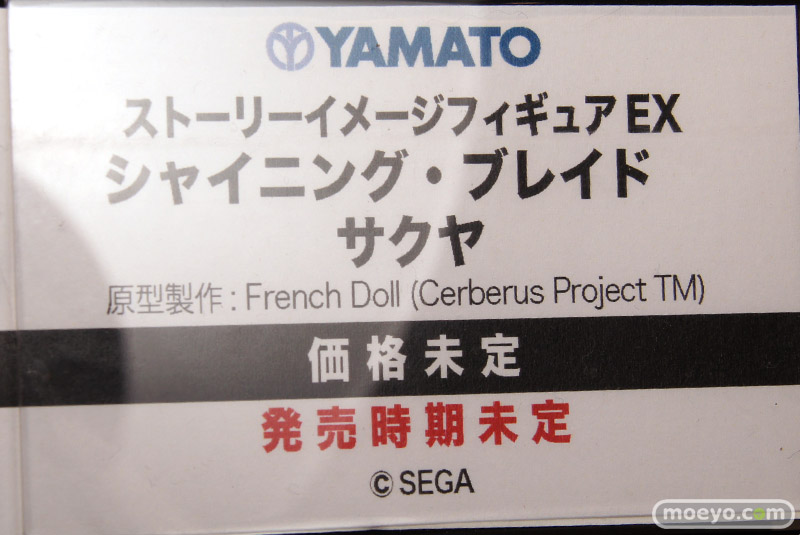 YAMATO
ストーリーイメージフィギュアEX
シャイニング・ブレイド
サクヤ
原型製作:French Doll (Cerberus Project TM)
価格未定
発売時期未定
©SEGA
moeyo.com